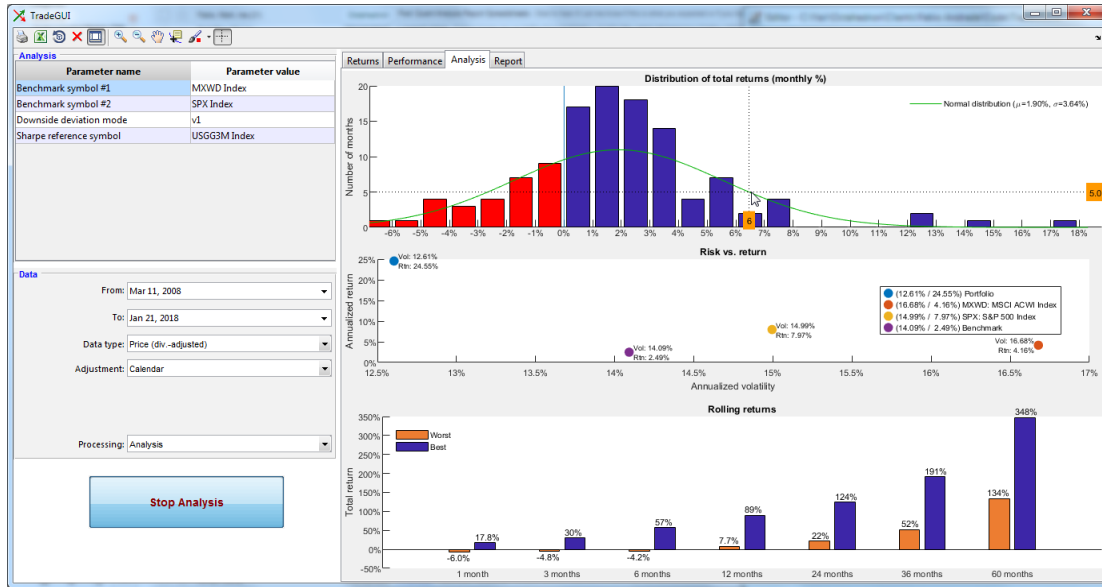 TradeGUI
Analysis
Parameter name Parameter value
Benchmark symbol #1 MXWD Index
Benchmark symbol #2 SPX Index
Downside deviation mode v1
Sharpe reference symbol USGG3M Index
Data
From: Mar 11, 2008
To: Jan 21, 2018
Data type: Price (div.-adjusted)
Adjustment: Calendar
Processing: Analysis
Stop Analysis
Returns Performance Analysis Report
Distribution of total returns (monthly %)
Number of months
20
15
10
5
0
Normal distribution (μ=1.90%, σ=3.64%)
5.0
6
-6% -5% -4% -3% -2% -1% 0% 1% 2% 3% 4% 5% 6% 7% 8% 9% 10% 11% 12% 13% 14% 15% 16% 17% 18%
Risk vs. return
Annualized return
25%
20%
15%
10%
5%
0%
Vol: 12.61%
Rtn: 24.55%
Vol: 14.09%
Rtn: 2.49%
Vol: 14.99%
Rtn: 7.97%
Vol: 16.68%
Rtn: 4.16%
(12.61% / 24.55%) Portfolio
(16.68% / 4.16%) MXWD: MSCI ACWI Index
(14.99% / 7.97%) SPX: S&P 500 Index
(14.09% / 2.49%) Benchmark
12.5% 13% 13.5% 14% 14.5% 15% 15.5% 16% 16.5% 17%
Annualized volatility
Rolling returns
Total return
350%
300%
250%
200%
150%
100%
50%
0%
-50%
Worst
Best
-6.0% 17.8% -4.8% 30% -4.2% 57% 7.7% 89% 22% 124% 52% 191% 134% 348%
1 month 3 months 6 months 12 months 24 months 36 months 60 months